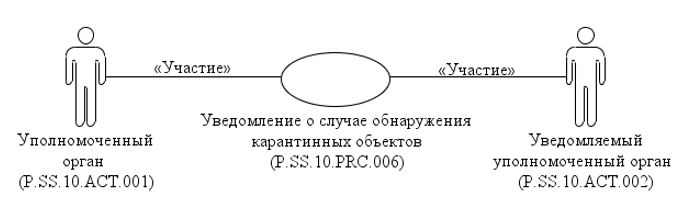 «Участие»
«Участие»
Уведомление о случае обнаружения
карантинных объектов
(P.SS.10.PRC.006)
Уполномоченный
орган
(P.SS.10.ACT.001)
Уведомляемый
уполномоченный орган
(P.SS.10.ACT.002)